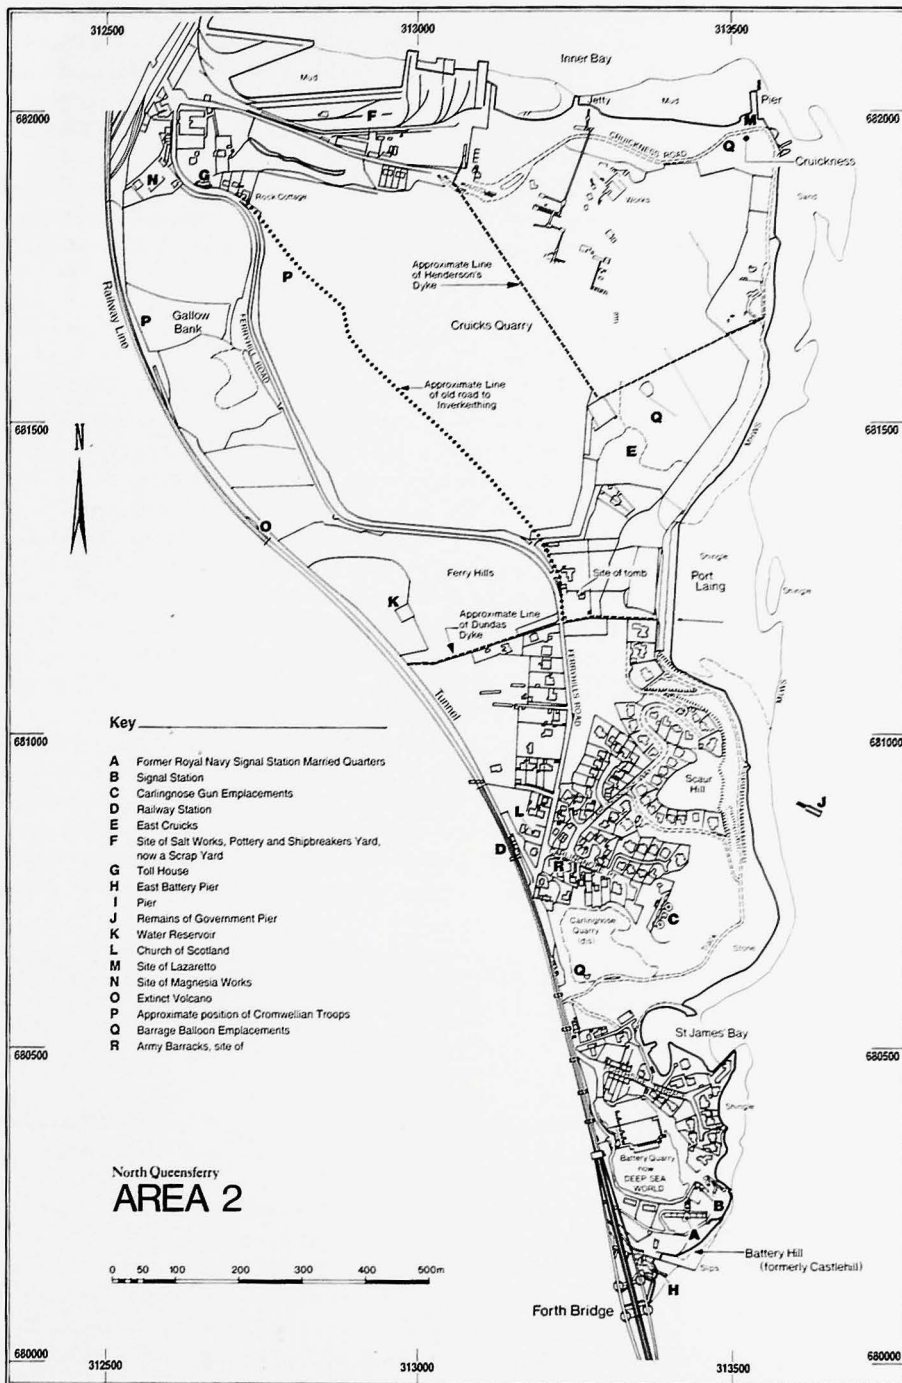 312500
313000
313500
Inner Bay
Mud
Jetty
Mud
Pier
682000
F
M
682000
CRUICKNESS ROAD
Q
Cruickness
E
N
G
Rock Cottage
Works
Sand
Approximate Line
of Henderson's
Dyke
P
Railway Line
P
Gallow
Bank
FERRYHILL ROAD
Cruicks Quarry
Approximate Line
of old road to
Inverkeithing
Q
681500
MHWS
681500
N
E
O
Shingle
Ferry Hills
Site of tomb
Port
Laing
Shingle
K
Approximate Line
of Dundas
Dyke
FERRYHILLS ROAD
MHWS
Tunnel
Key
681000
681000
A Former Royal Navy Signal Station Married Quarters
B Signal Station
C Carlingnose Gun Emplacements
D Railway Station
E East Cruicks
F Site of Salt Works, Pottery and Shipbreakers Yard,
now a Scrap Yard
G Toll House
H East Battery Pier
I Pier
J Remains of Government Pier
K Water Reservoir
L Church of Scotland
M Site of Lazaretto
N Site of Magnesia Works
O Extinct Volcano
P Approximate position of Cromwellian Troops
Q Barrage Balloon Emplacements
R Army Barracks, site of
Scaur
Hill
J
L
D
R
C
Carlingnose
Quarry
(dis)
Stone
Q
St James' Bay
680500
680500
Shingle
Battery Quarry
now
DEEP SEA
WORLD
B
A
North Queensferry
AREA 2
Battery Hill
(formerly Castlehill)
Slips
0 50 100 200 300 400 500m
H
Forth Bridge
680000
680000
312500
313000
313500